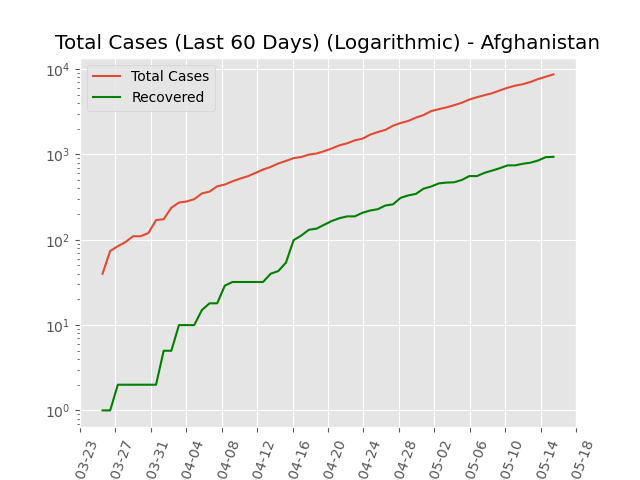 Total Cases (Last 60 Days) (Logarithmic) - Afghanistan
Total Cases
Recovered
10⁴
10³
10²
10¹
10⁰
03-23 03-27 03-31 04-04 04-08 04-12 04-16 04-20 04-24 04-28 05-02 05-06 05-10 05-14 05-18